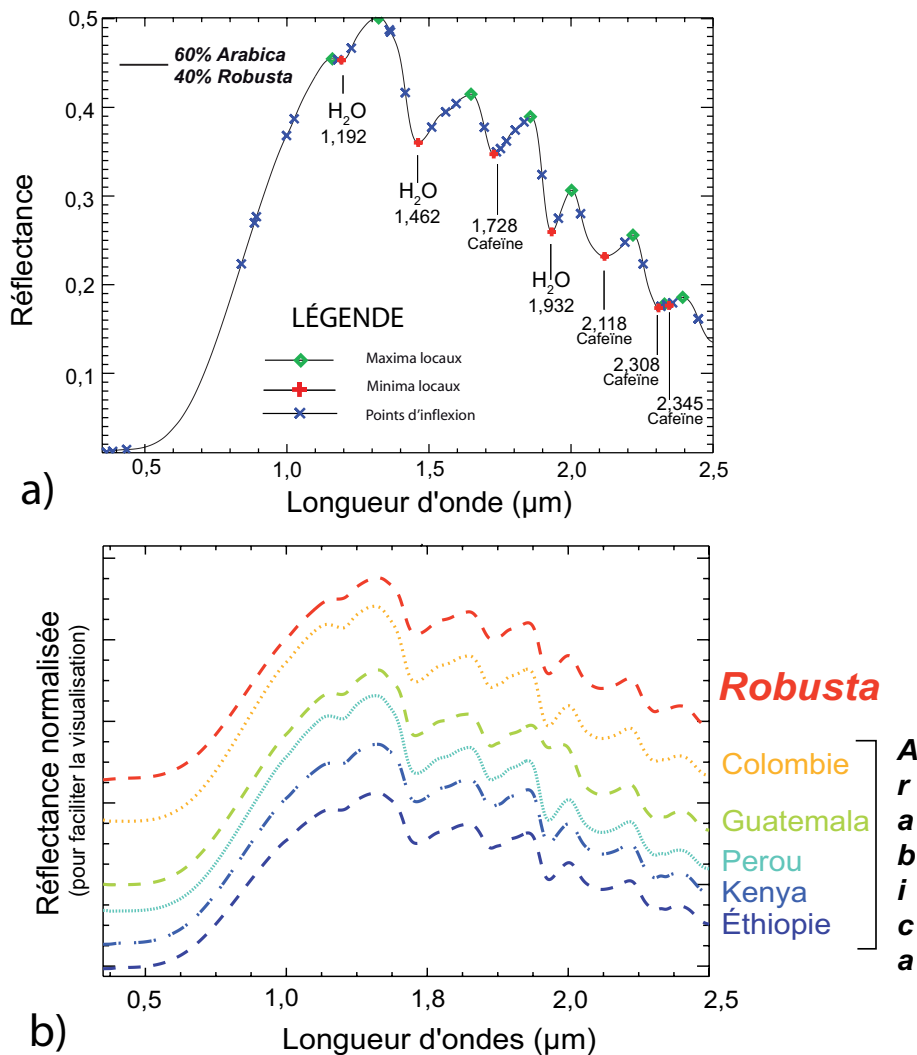 0,5
60% Arabica
40% Robusta
0,4
H₂O
1,192
0,3
H₂O
1,462
1,728
Cafeïne
Réflectance
H₂O
1,932
0,2
LÉGENDE
2,118
Cafeïne
Maxima locaux
2,308
Cafeïne
0,1
Minima locaux
2,345
Cafeïne
Points d'inflexion
0,5
1,0
1,5
2,0
2,5
a)
Longueur d'onde (µm)
Réflectance normalisée
(pour faciliter la visualisation)
Robusta
Colombie
Guatemala
Perou
Kenya
Éthiopie
Arabica
0,5
1,0
1,8
2,0
2,5
b)
Longueur d'ondes (µm)